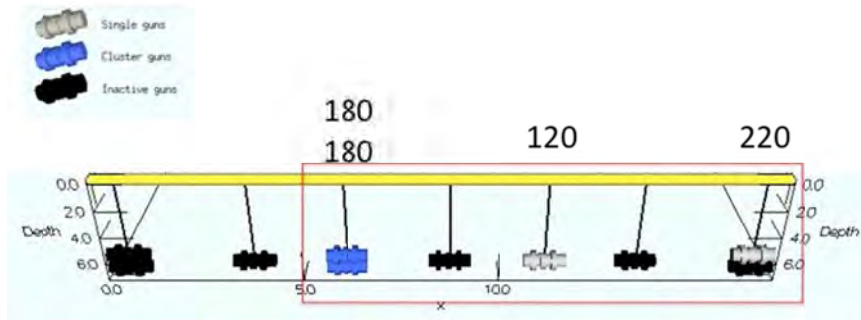 Single guns
Cluster guns
Inactive guns
180
180 120 220
0.0 0.0
2.0 2.0
Depth 4.0 4.0 Depth
6.0 6.0
0.0 5.0 10.0
x